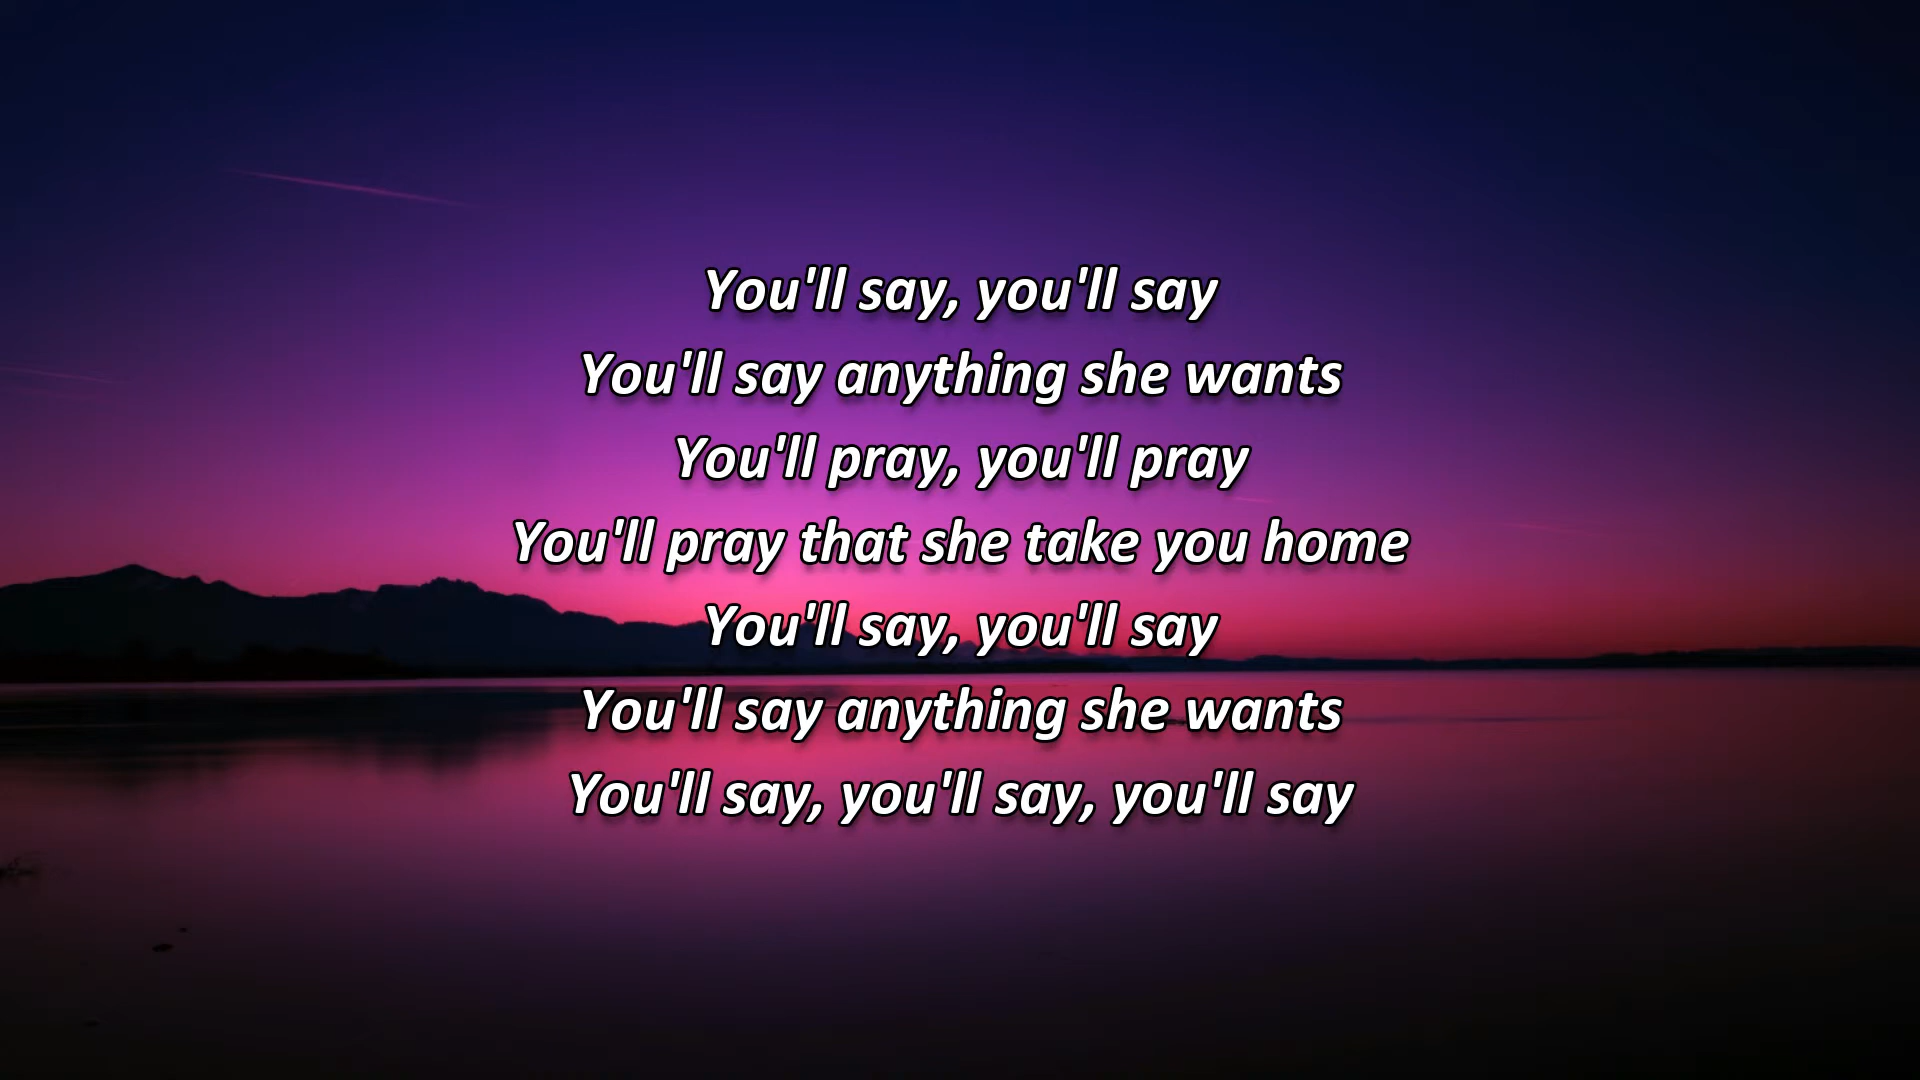 You'll say, you'll say
You'll say anything she wants
You'll pray, you'll pray
You'll pray that she take you home
You'll say, you'll say
You'll say anything she wants
You'll say, you'll say, you'll say